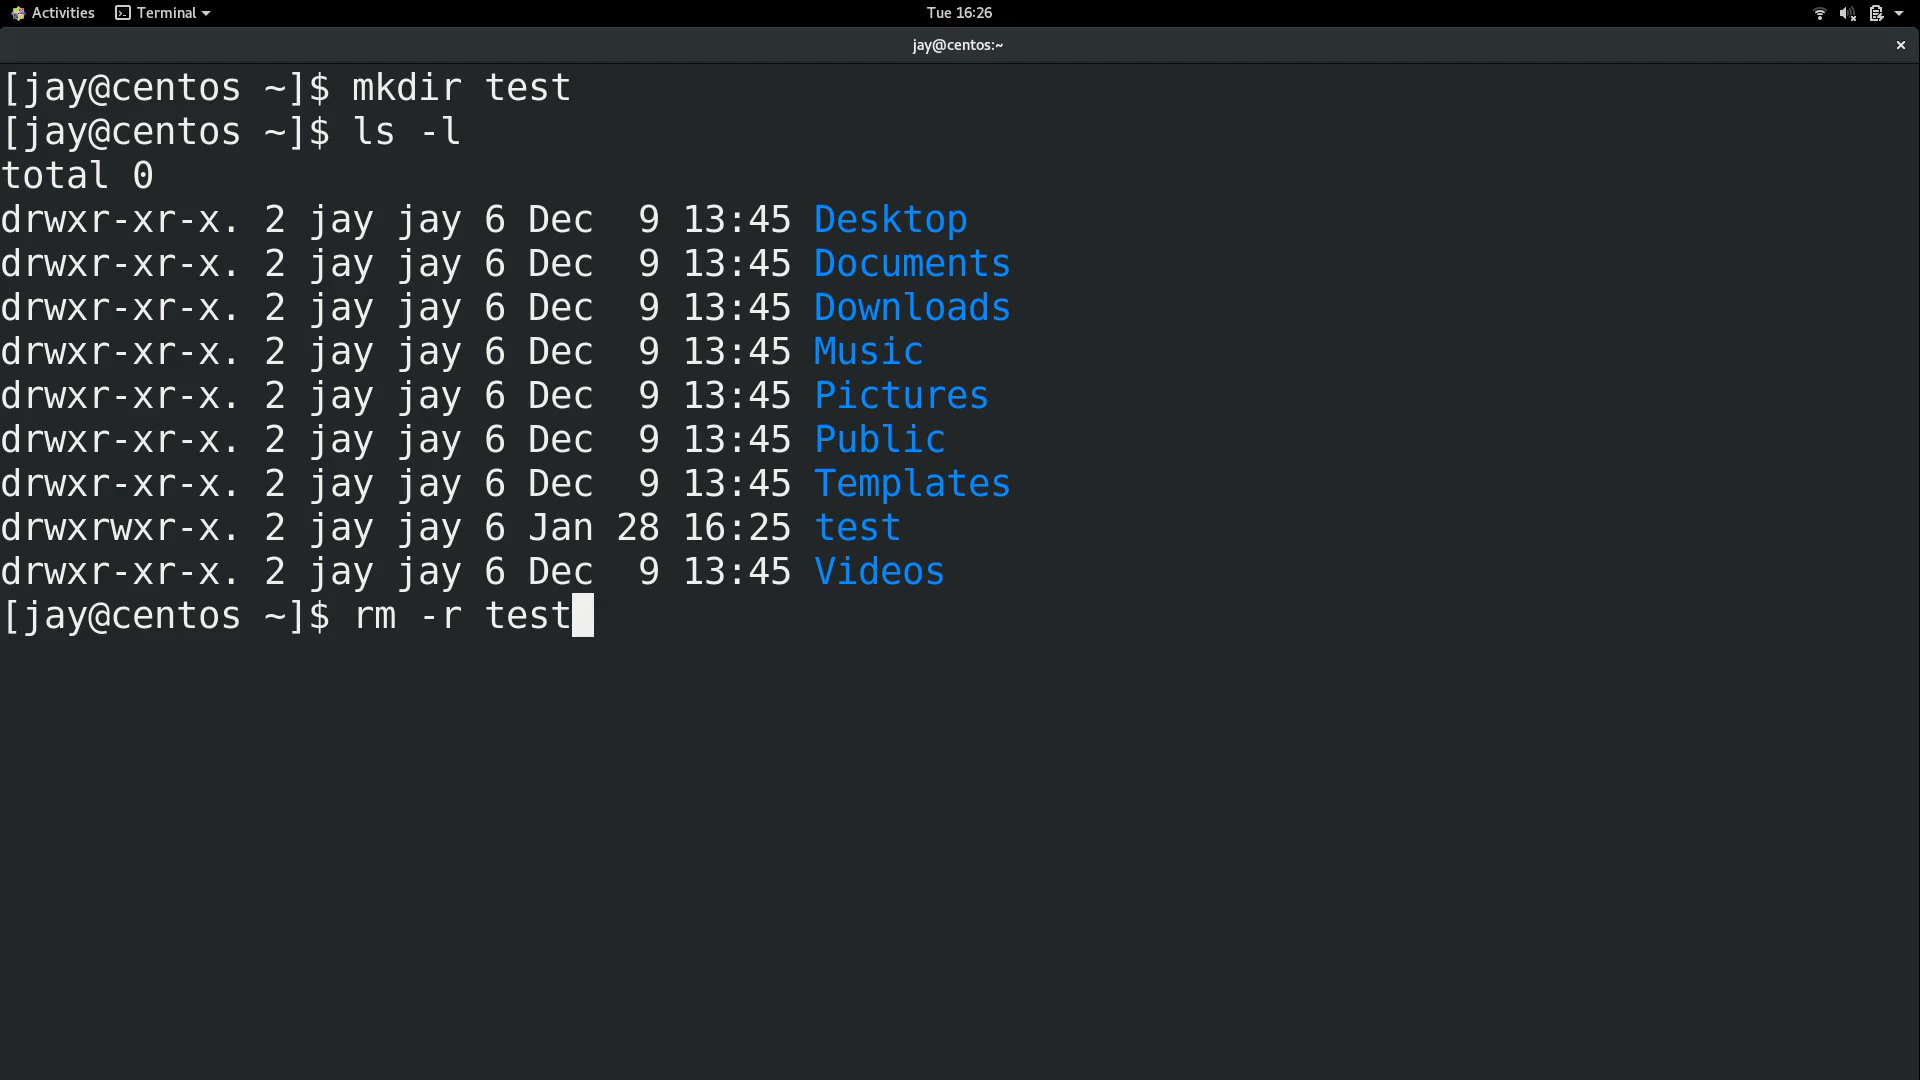 Activities Terminal Tue 16:26
jay@centos:~
[jay@centos ~]$ mkdir test
[jay@centos ~]$ ls -l
total 0
drwxr-xr-x. 2 jay jay 6 Dec  9 13:45 Desktop
drwxr-xr-x. 2 jay jay 6 Dec  9 13:45 Documents
drwxr-xr-x. 2 jay jay 6 Dec  9 13:45 Downloads
drwxr-xr-x. 2 jay jay 6 Dec  9 13:45 Music
drwxr-xr-x. 2 jay jay 6 Dec  9 13:45 Pictures
drwxr-xr-x. 2 jay jay 6 Dec  9 13:45 Public
drwxr-xr-x. 2 jay jay 6 Dec  9 13:45 Templates
drwxrwxr-x. 2 jay jay 6 Jan 28 16:25 test
drwxr-xr-x. 2 jay jay 6 Dec  9 13:45 Videos
[jay@centos ~]$ rm -r test